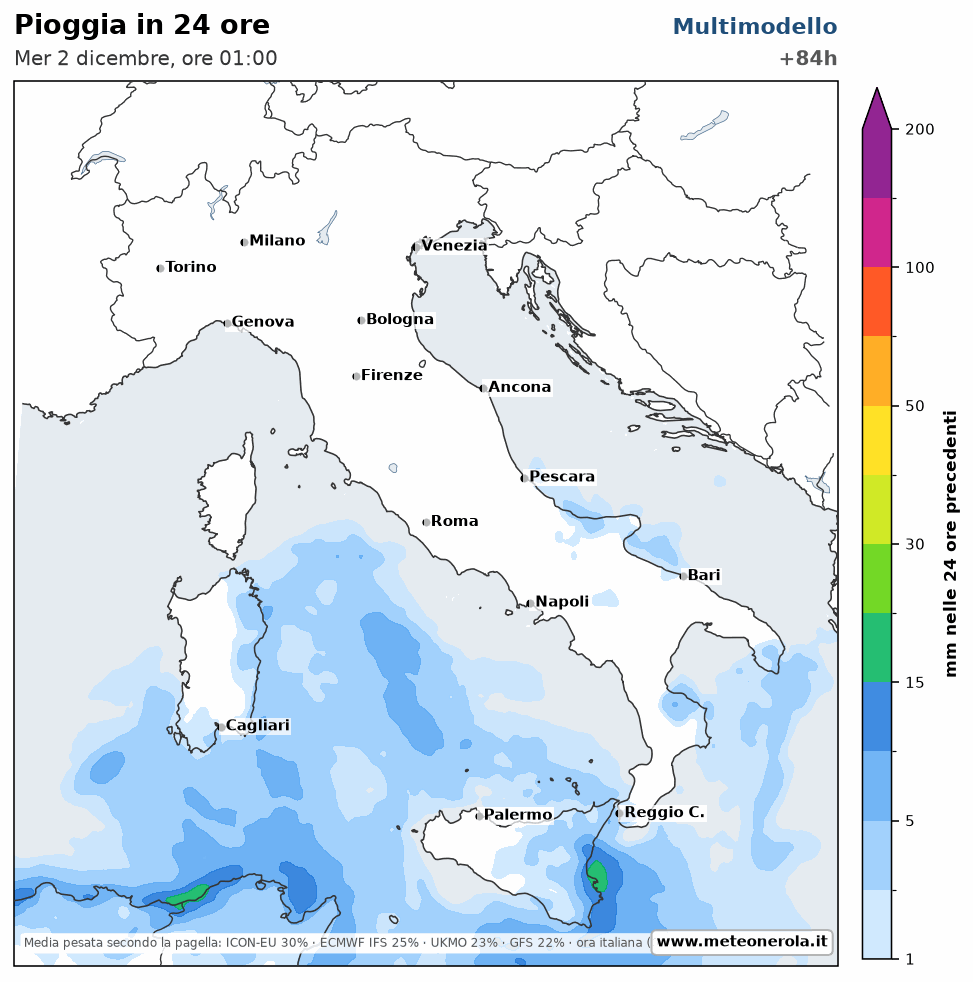 Pioggia in 24 ore
Multimodello
Mer 2 dicembre, ore 01:00
+84h
200
Milano
Venezia
Torino
100
Bologna
Genova
Firenze
Ancona
50
Pescara
Roma
30
Bari
Napoli
15
Cagliari
Palermo
Reggio C.
5
1
mm nelle 24 ore precedenti
Media pesata secondo la pagella: ICON-EU 30% · ECMWF IFS 25% · UKMO 23% · GFS 22% · ora italiana (
www.meteonerola.it